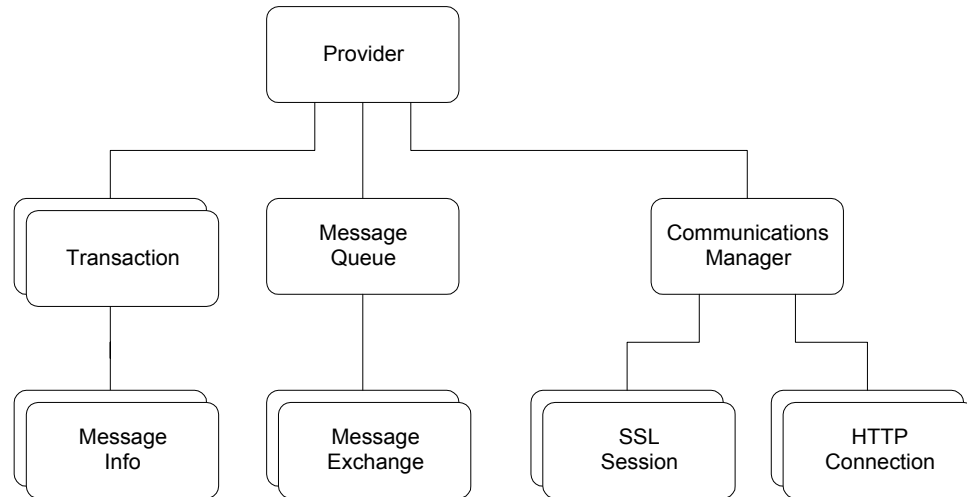 Provider
Transaction
Message
Queue
Communications
Manager
Message
Info
Message
Exchange
SSL
Session
HTTP
Connection